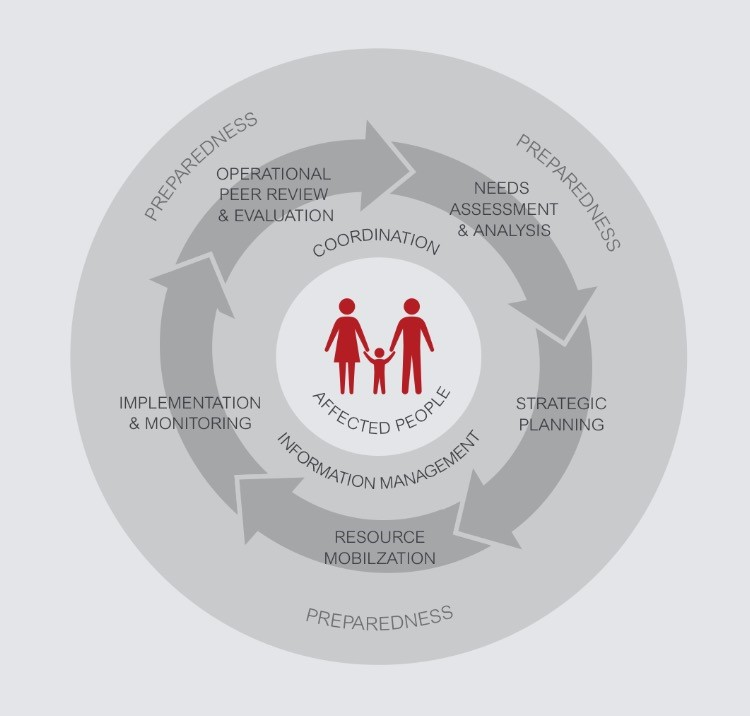 PREPAREDNESS
PREPAREDNESS
OPERATIONAL
PEER REVIEW
& EVALUATION
NEEDS
ASSESSMENT
& ANALYSIS
COORDINATION
AFFECTED PEOPLE
IMPLEMENTATION
& MONITORING
STRATEGIC
PLANNING
INFORMATION MANAGEMENT
RESOURCE
MOBILZATION
PREPAREDNESS